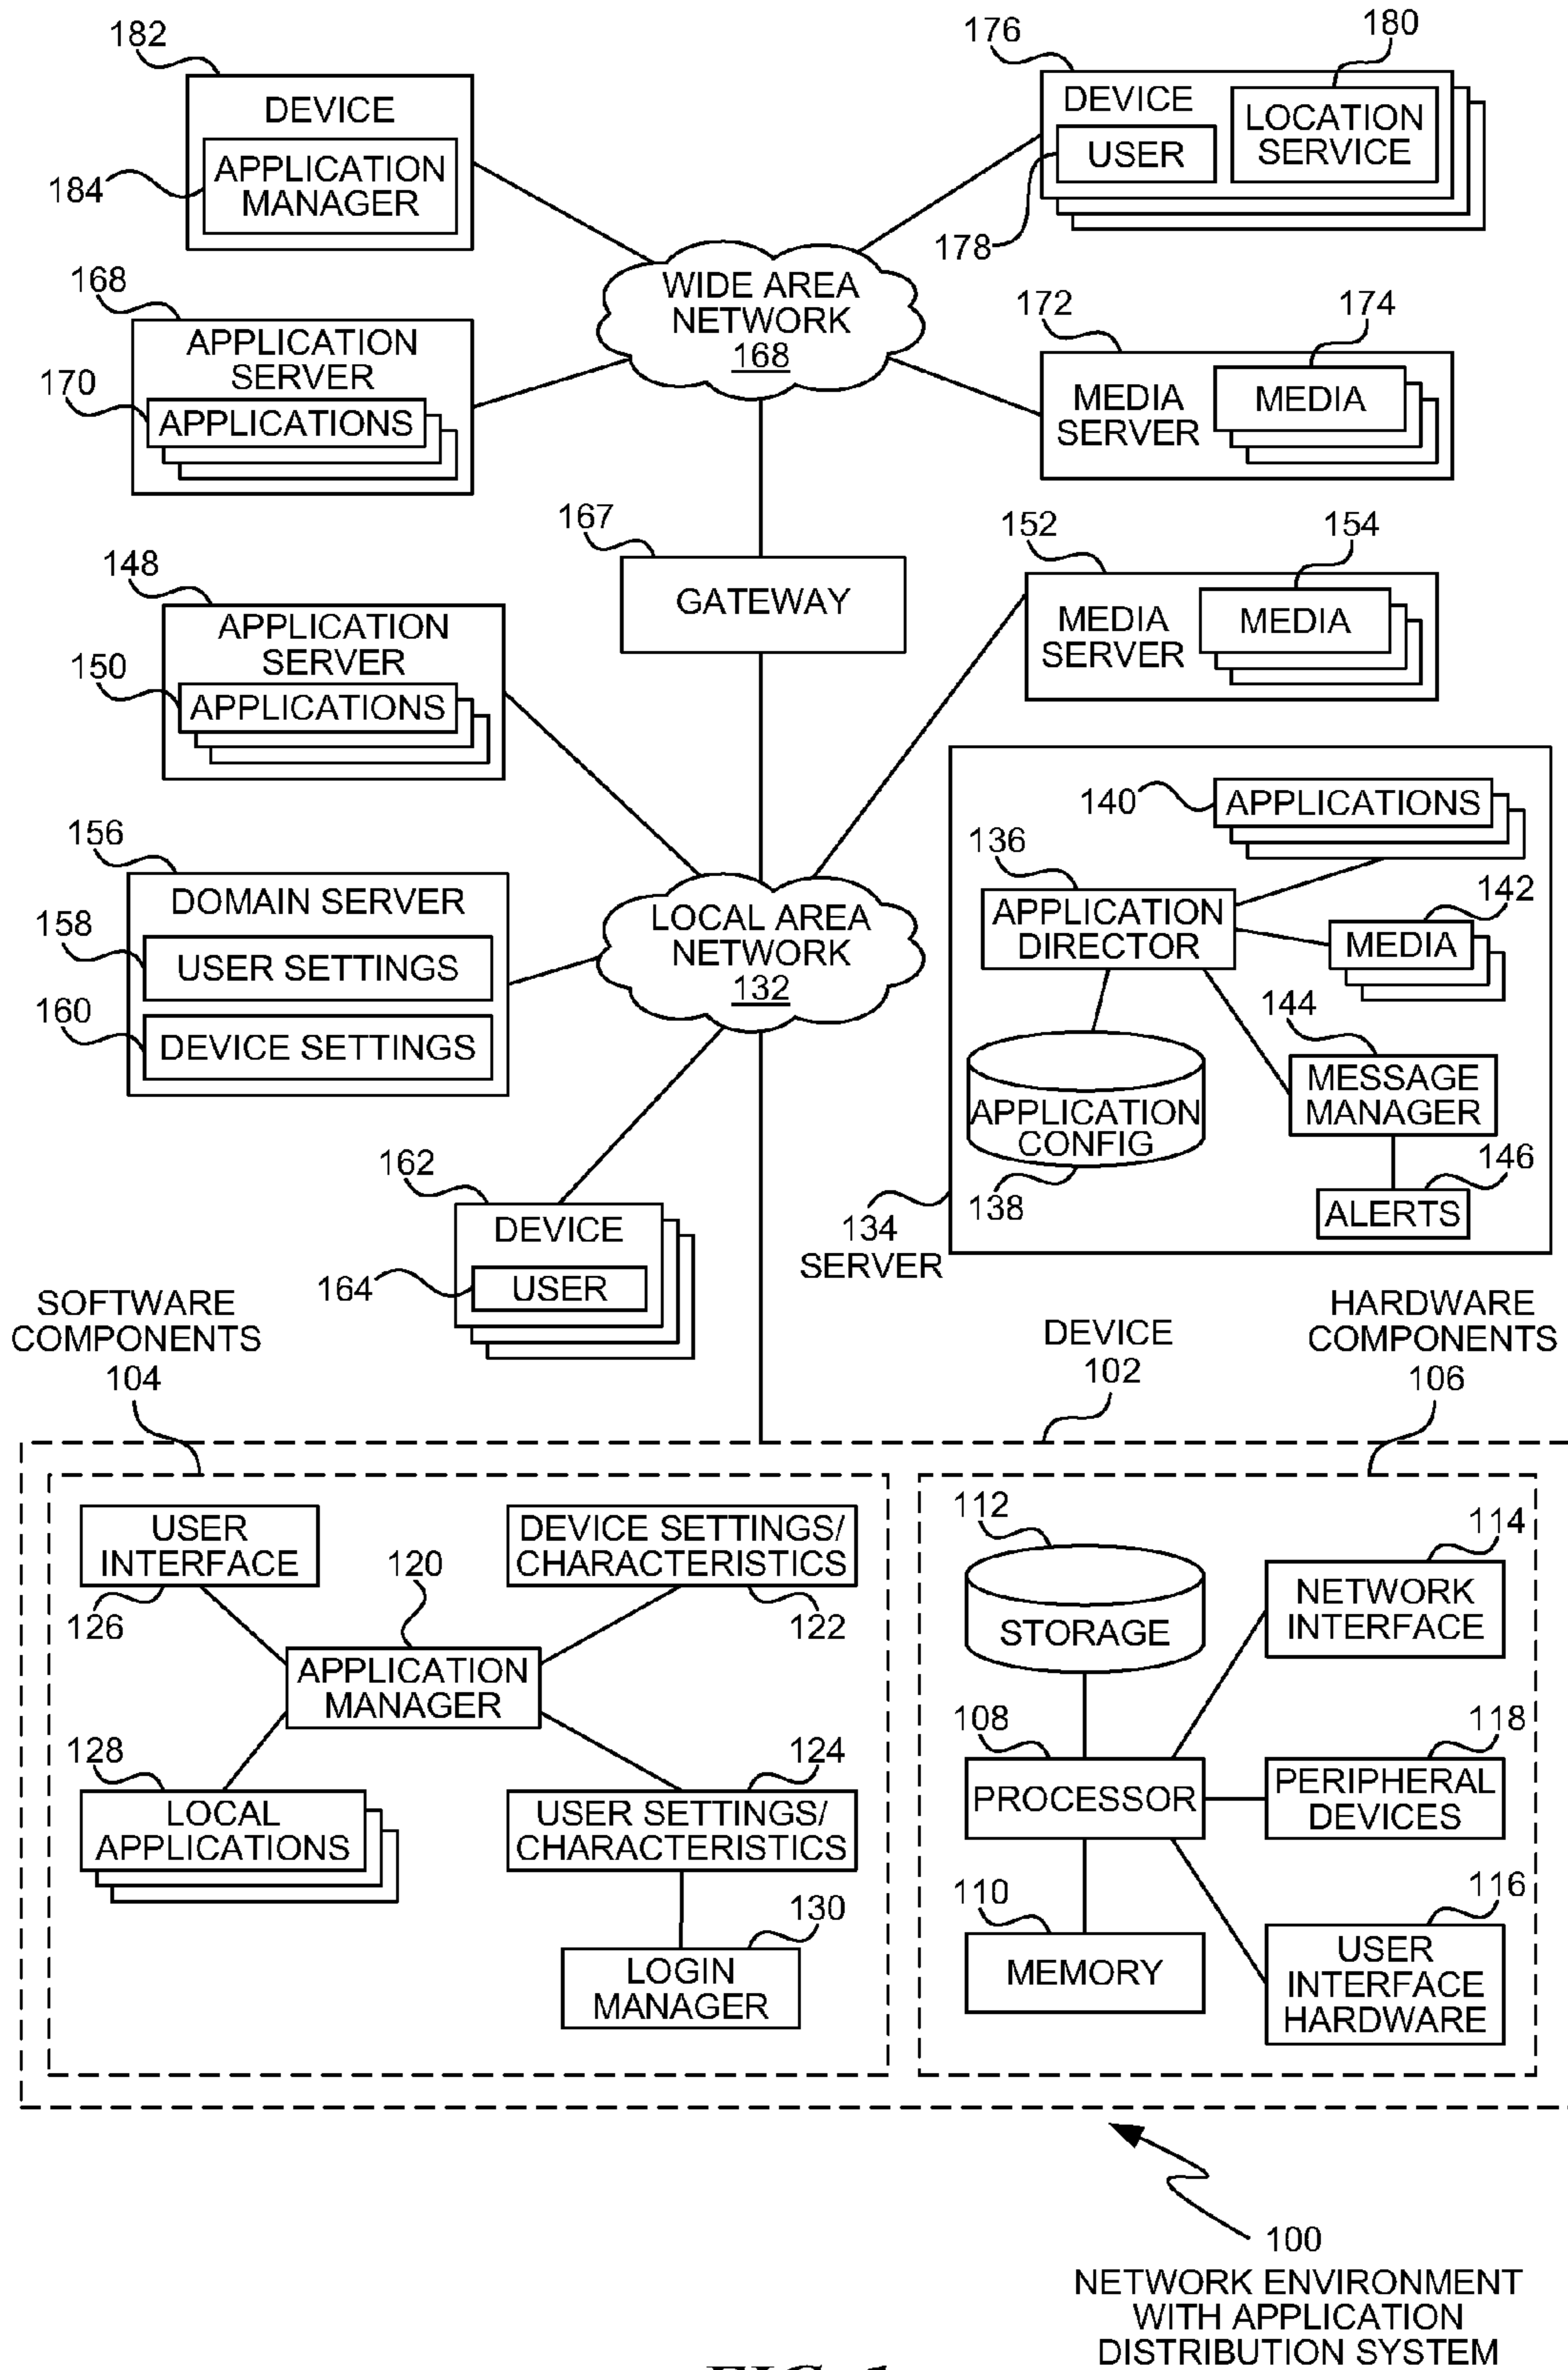 182
DEVICE
APPLICATION
MANAGER
184
176
180
DEVICE
USER
LOCATION
SERVICE
178
WIDE AREA
NETWORK
168
168
APPLICATION
SERVER
170
APPLICATIONS
172
174
MEDIA
SERVER
MEDIA
167
GATEWAY
148
APPLICATION
SERVER
150
APPLICATIONS
152
154
MEDIA
SERVER
MEDIA
156
DOMAIN SERVER
158
USER SETTINGS
160
DEVICE SETTINGS
LOCAL AREA
NETWORK
132
140
APPLICATIONS
136
APPLICATION
DIRECTOR
142
MEDIA
144
MESSAGE
MANAGER
APPLICATION
CONFIG
138
146
ALERTS
134
SERVER
162
DEVICE
164
USER
SOFTWARE
COMPONENTS
104
DEVICE
102
HARDWARE
COMPONENTS
106
USER
INTERFACE
126
DEVICE SETTINGS/
CHARACTERISTICS
122
120
APPLICATION
MANAGER
128
LOCAL
APPLICATIONS
124
USER SETTINGS/
CHARACTERISTICS
130
LOGIN
MANAGER
112
STORAGE
114
NETWORK
INTERFACE
108
PROCESSOR
118
PERIPHERAL
DEVICES
110
MEMORY
116
USER
INTERFACE
HARDWARE
100
NETWORK ENVIRONMENT
WITH APPLICATION
DISTRIBUTION SYSTEM